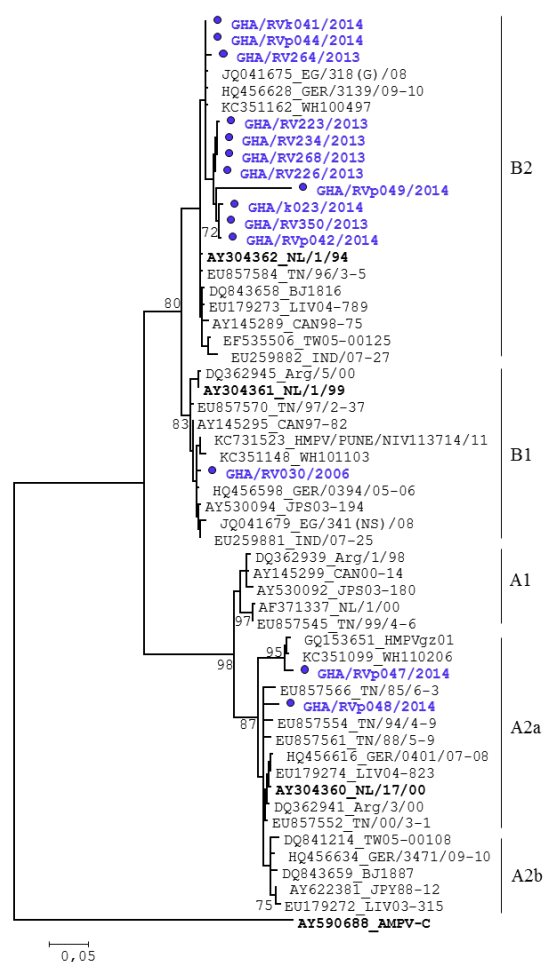 GHA/RVk041/2014
GHA/RVp044/2014
GHA/RV264/2013
JQ041675_EG/318(G)/08
HQ456628_GER/3139/09-10
KC351162_WH100497
GHA/RV223/2013
GHA/RV234/2013
GHA/RV268/2013
GHA/RV226/2013
B2
GHA/RVp049/2014
GHA/k023/2014
GHA/RV350/2013
72
GHA/RVp042/2014
AY304362_NL/1/94
EU857584_TN/96/3-5
DQ843658_BJ1816
80
EU179273_LIV04-789
AY145289_CAN98-75
EF535506_TW05-00125
EU259882_IND/07-27
DQ362945_Arg/5/00
AY304361_NL/1/99
EU857570_TN/97/2-37
83
AY145295_CAN97-82
KC731523_HMPV/PUNE/NIV113714/11
KC351148_WH101103
B1
GHA/RV030/2006
HQ456598_GER/0394/05-06
AY530094_JPS03-194
JQ041679_EG/341(NS)/08
EU259881_IND/07-25
DQ362939_Arg/1/98
AY145299_CAN00-14
A1
AY530092_JPS03-180
AF371337_NL/1/00
97
EU857545_TN/99/4-6
GQ153651_HMPVgz01
95
KC351099_WH110206
98
GHA/RVp047/2014
EU857566_TN/85/6-3
GHA/RVp048/2014
87
EU857554_TN/94/4-9
A2a
EU857561_TN/88/5-9
HQ456616_GER/0401/07-08
EU179274_LIV04-823
AY304360_NL/17/00
DQ362941_Arg/3/00
EU857552_TN/00/3-1
DQ841214_TW05-00108
HQ456634_GER/3471/09-10
DQ843659_BJ1887
A2b
AY622381_JPY88-12
75
EU179272_LIV03-315
AY590688_AMPV-C
0,05